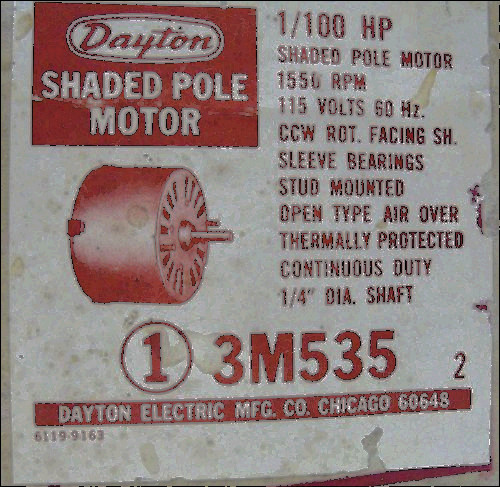 Dayton
SHADED POLE
MOTOR
1/100 HP
SHADED POLE MOTOR
1550 RPM
115 VOLTS 60 Hz.
CCW ROT. FACING SH.
SLEEVE BEARINGS
STUD MOUNTED
OPEN TYPE AIR OVER
THERMALLY PROTECTED
CONTINUOUS DUTY
1/4" DIA. SHAFT
1 3M535 2
DAYTON ELECTRIC MFG. CO. CHICAGO 60648
6119-9163